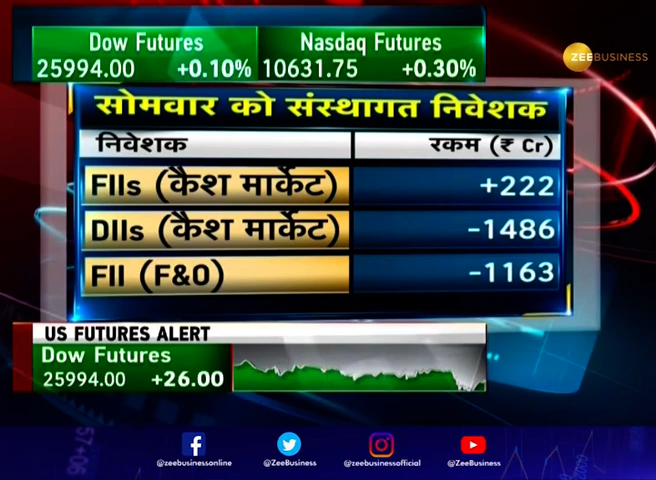 Dow Futures
25994.00 +0.10%
Nasdaq Futures
10631.75 +0.30%
ZEEBUSINESS
सोमवार को संस्थागत निवेशक
निवेशक रकम (₹ Cr)
FIIs (कैश मार्केट) +222
DIIs (कैश मार्केट) -1486
FII (F&O) -1163
US FUTURES ALERT
Dow Futures
25994.00 +26.00
@zeebusinessonline @ZeeBusiness @zeebusinessofficial @ZeeBusiness
57+06